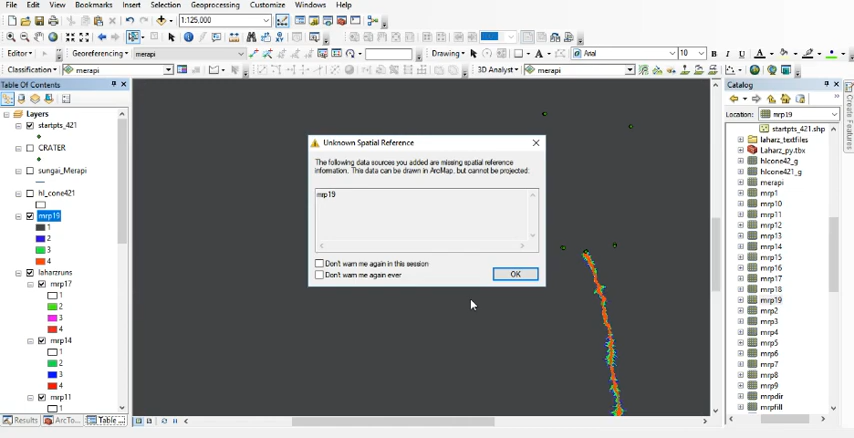 File Edit View Bookmarks Insert Selection Geoprocessing Customize Windows Help
1:125,000
Editor Georeferencing merapi Drawing Arial 10 B I U A
Classification merapi 3D Analyst merapi
Table Of Contents
Layers
startpts_421
CRATER
sungai_Merapi
hl_cone421
mrp19
1
2
3
4
laharzruns
mrp17
1
2
3
4
mrp14
1
2
3
4
mrp11
1
Results ArcTo... Table ...
Unknown Spatial Reference
The following data sources you added are missing spatial reference
information. This data can be drawn in ArcMap, but cannot be projected:
mrp19
Don't warn me again in this session
Don't warn me again ever
OK
Catalog
Location: mrp19
startpts_421.shp
laharz_textfiles
Laharz_py.tbx
hlcone42_g
hlcone421_g
merapi
mrp1
mrp10
mrp11
mrp12
mrp13
mrp14
mrp15
mrp16
mrp17
mrp18
mrp19
mrp2
mrp3
mrp4
mrp5
mrp6
mrp7
mrp8
mrp9
mrpdir
mrpfill
Create Features